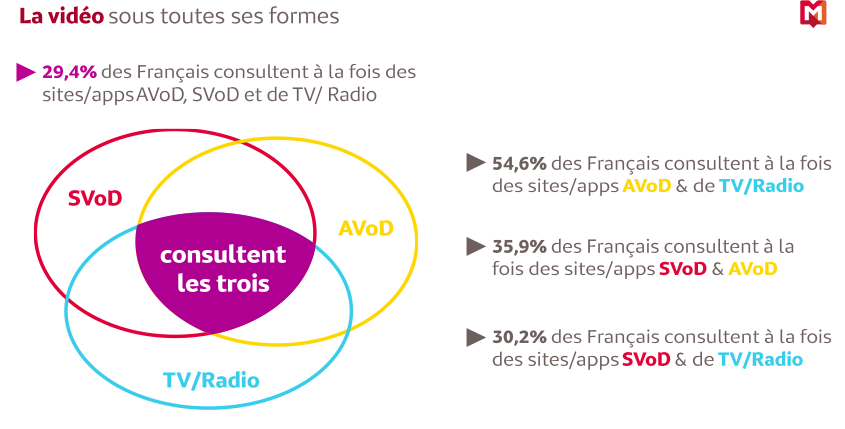 La vidéo sous toutes ses formes
M
29,4% des Français consultent à la fois des
sites/apps AVoD, SVoD et de TV/ Radio
SVoD
AVoD
consultent
les trois
TV/Radio
54,6% des Français consultent à la fois
des sites/apps AVoD & de TV/Radio
35,9% des Français consultent à la
fois des sites/apps SVoD & AVoD
30,2% des Français consultent à la fois
des sites/apps SVoD & de TV/Radio